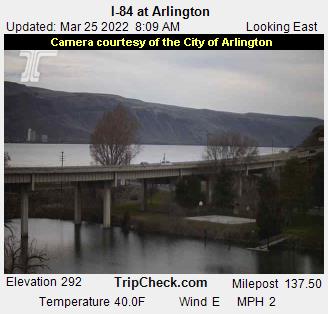 I-84 at Arlington
Updated: Mar 25 2022 8:09 AM Looking East
Camera courtesy of the City of Arlington
Elevation 292 TripCheck.com Milepost 137.50
Temperature 40.0F Wind E MPH 2